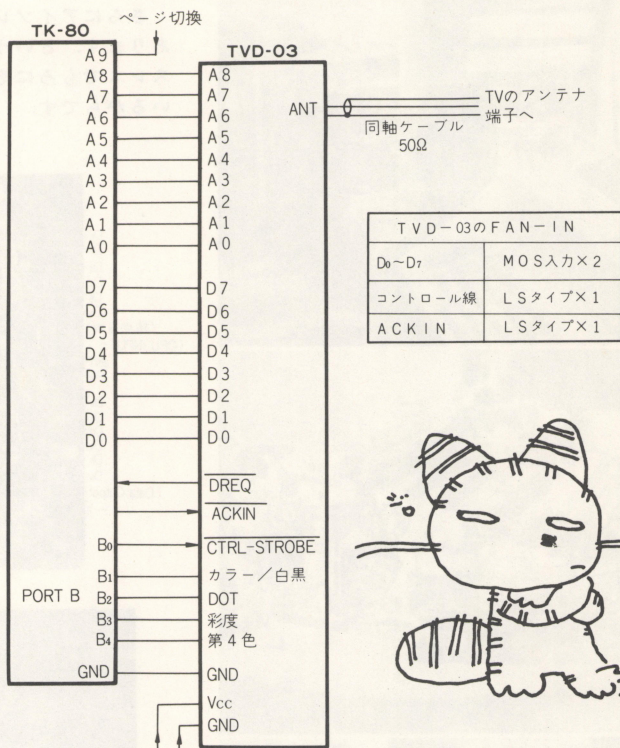 ページ切換
TK-80
TVD-03
A9
A8 A8
A7 A7
A6 A6
A5 A5
A4 A4
A3 A3
A2 A2
A1 A1
A0 A0
D7 D7
D6 D6
D5 D5
D4 D4
D3 D3
D2 D2
D1 D1
D0 D0
DREQ
ACKIN
B0 CTRL-STROBE
B1 カラー/白黒
PORT B B2 DOT
B3 彩度
B4 第4色
GND GND
Vcc
GND
ANT
同軸ケーブル
50Ω
TVのアンテナ
端子へ
TVD-03のFAN-IN
D0~D7 MOS入力×2
コントロール線 LSタイプ×1
ACKIN LSタイプ×1